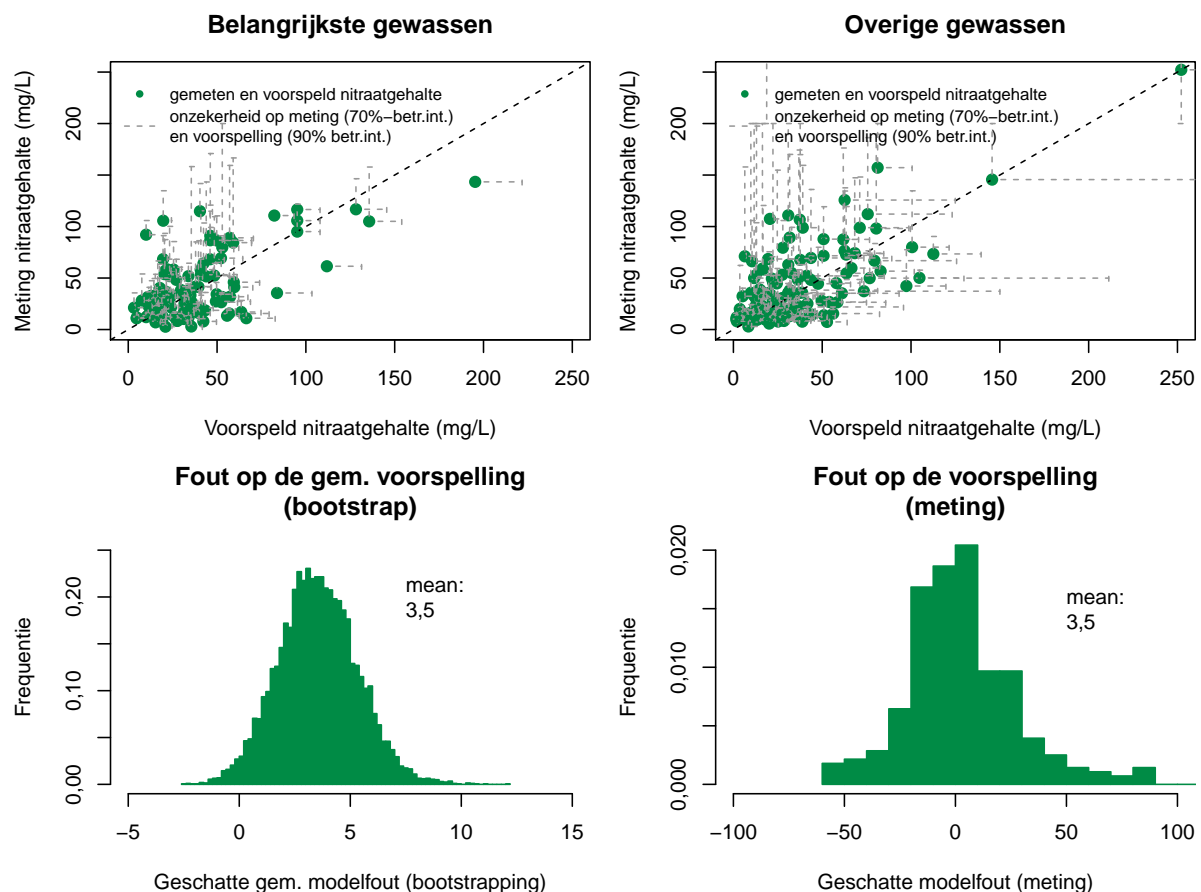 Belangrijkste gewassen
Meting nitraatgehalte (mg/L)
200
150
100
50
0
gemeten en voorspeld nitraatgehalte
onzekerheid op meting (70%−betr.int.)
en voorspelling (90% betr.int.)
0 50 100 150 200 250
Voorspeld nitraatgehalte (mg/L)
Overige gewassen
Meting nitraatgehalte (mg/L)
200
100
50
0
gemeten en voorspeld nitraatgehalte
onzekerheid op meting (70%−betr.int.)
en voorspelling (90% betr.int.)
0 50 100 150 200 250
Voorspeld nitraatgehalte (mg/L)
Fout op de gem. voorspelling
(bootstrap)
Frequentie
0,20
0,10
0,00
mean:
3,5
−5 0 5 10 15
Geschatte gem. modelfout (bootstrapping)
Fout op de voorspelling
(meting)
Frequentie
0,020
0,010
0,000
mean:
3,5
−100 −50 0 50 100
Geschatte modelfout (meting)